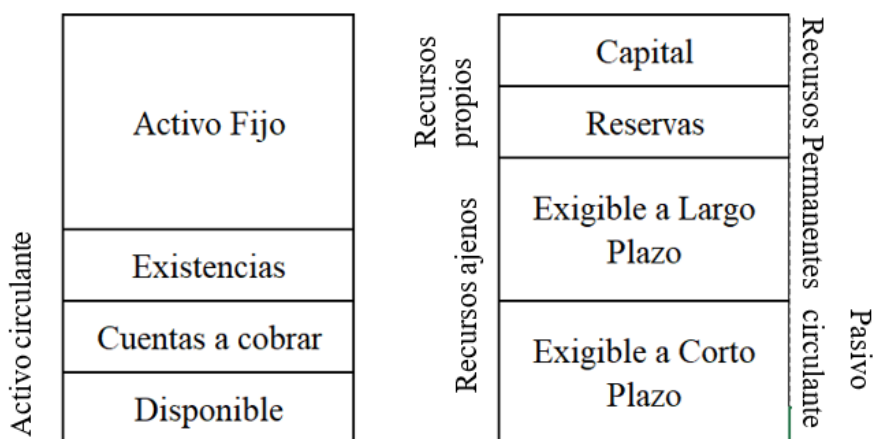 Activo Fijo
Existencias
Cuentas a cobrar
Disponible
Activo circulante
Recursos
propios
Recursos ajenos
Capital
Reservas
Exigible a Largo
Plazo
Exigible a Corto
Plazo
Recursos Permanentes
Pasivo
circulante